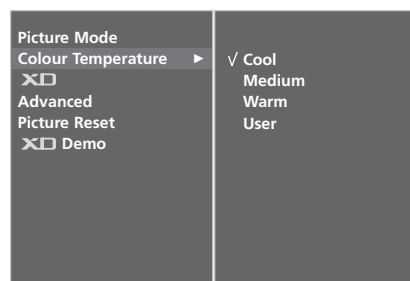 Picture Mode
Colour Temperature ►
XD
Advanced
Picture Reset
XD Demo
√ Cool
Medium
Warm
User